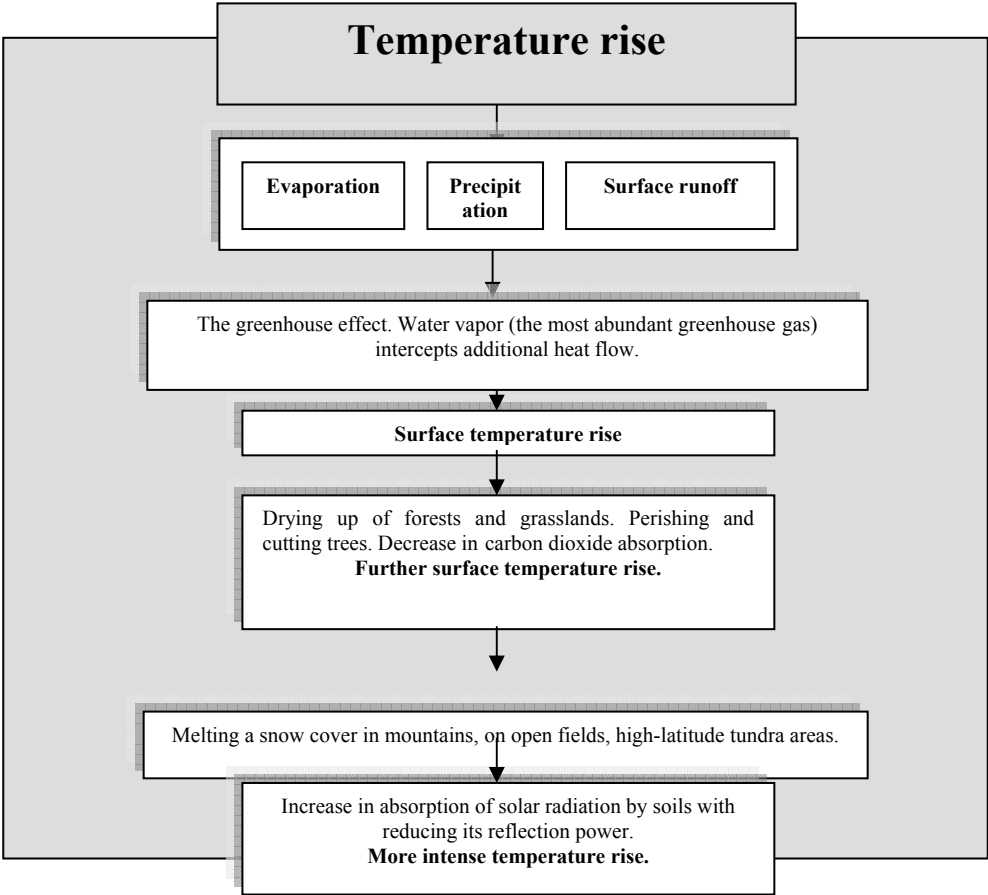 Temperature rise
Evaporation
Precipit
ation
Surface runoff
The greenhouse effect. Water vapor (the most abundant greenhouse gas)
intercepts additional heat flow.
Surface temperature rise
Drying up of forests and grasslands. Perishing and
cutting trees. Decrease in carbon dioxide absorption.
Further surface temperature rise.
Melting a snow cover in mountains, on open fields, high-latitude tundra areas.
Increase in absorption of solar radiation by soils with
reducing its reflection power.
More intense temperature rise.